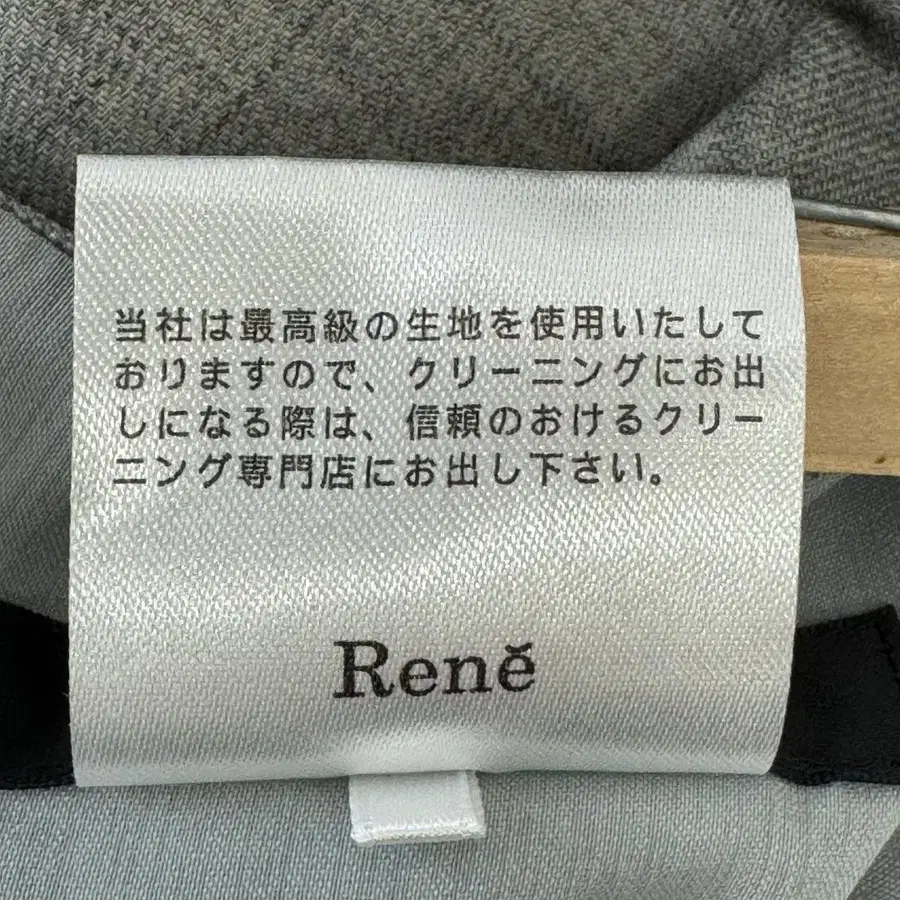 当社は最高級の生地を使用いたして
おりますので、クリーニングにお出
しになる際は、信頼のおけるクリー
ニング専門店にお出し下さい。
Renĕ